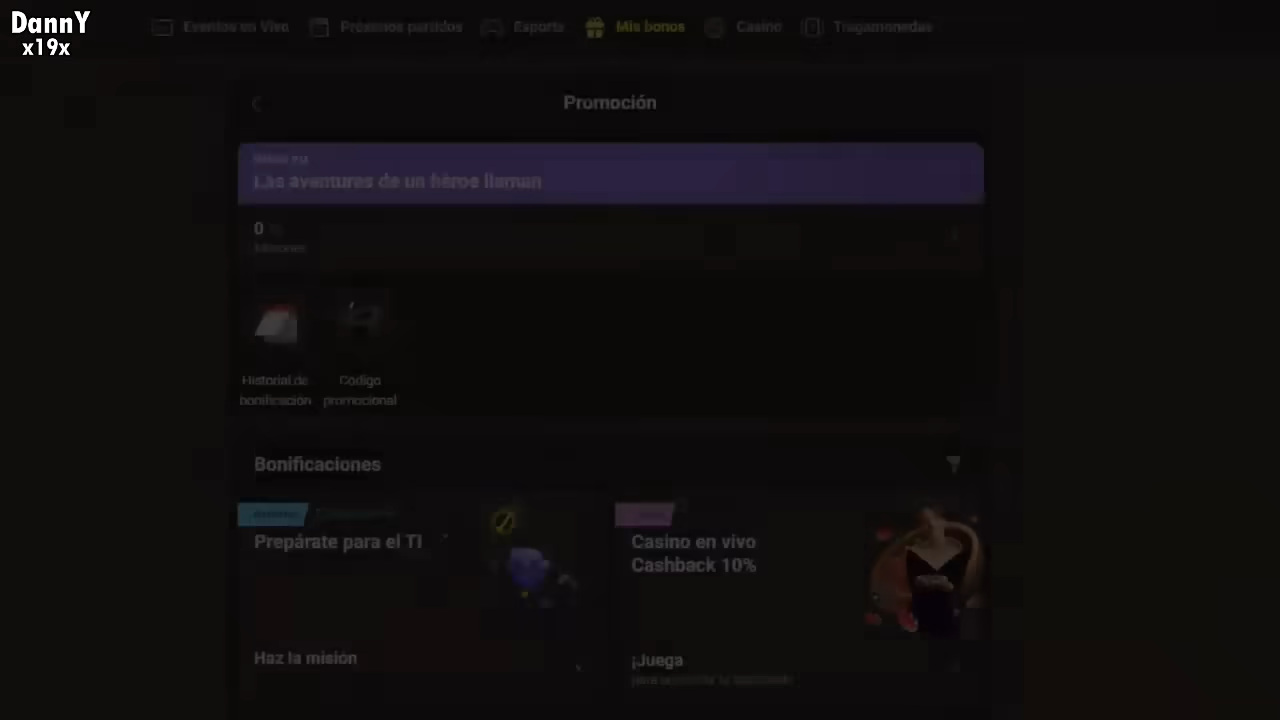 DannY
x19x
Eventos en Vivo
Próximos partidos
Esports
Mis bonos
Casino
Tragamonedas
Promoción
Las aventuras de un héroe llaman
0
Misiones
Historial de
bonificación
Código
promocional
Bonificaciones
Prepárate para el TI
Haz la misión
Casino en vivo
Cashback 10%
¡Juega